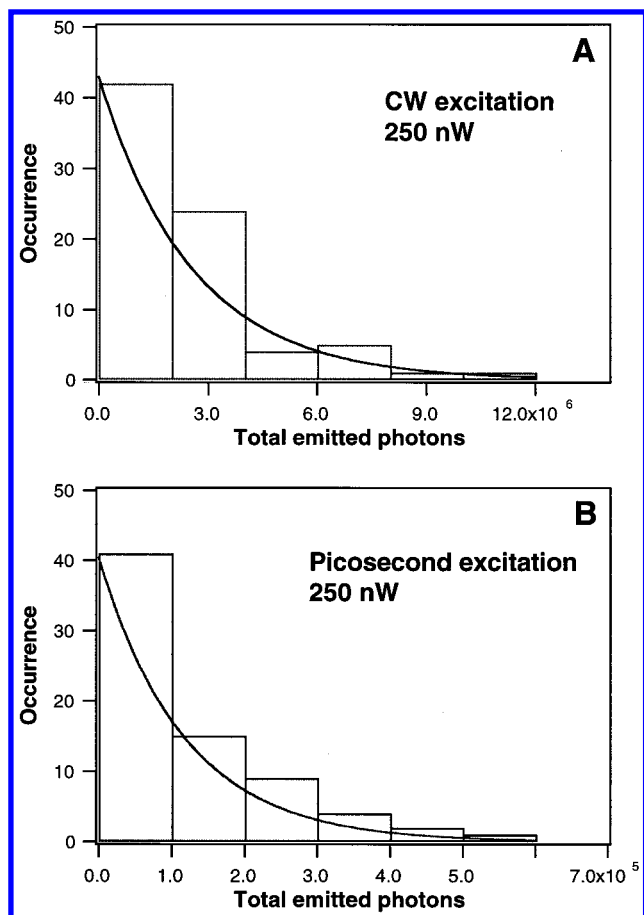 A
CW excitation
250 nW
50
40
30
20
10
0
Occurrence
0.0 3.0 6.0 9.0 12.0x10 6
Total emitted photons
B
Picosecond excitation
250 nW
50
40
30
20
10
0
Occurrence
0.0 1.0 2.0 3.0 4.0 5.0 7.0x10 5
Total emitted photons